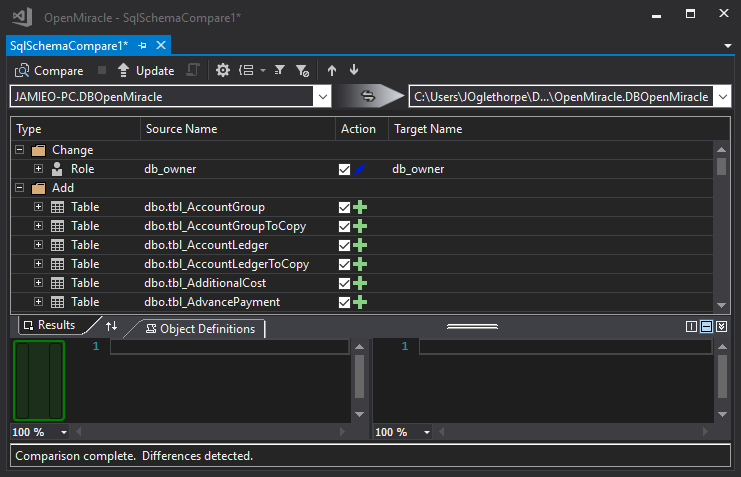 OpenMiracle - SqlSchemaCompare1*
SqlSchemaCompare1*
Compare Update
JAMIEO-PC.DBOpenMiracle C:\Users\JOglethorpe\D...\OpenMiracle.DBOpenMiracle
Type Source Name Action Target Name
Change
Role db_owner db_owner
Add
Table dbo.tbl_AccountGroup
Table dbo.tbl_AccountGroupToCopy
Table dbo.tbl_AccountLedger
Table dbo.tbl_AccountLedgerToCopy
Table dbo.tbl_AdditionalCost
Table dbo.tbl_AdvancePayment
Results Object Definitions
1 1
100 % 100 %
Comparison complete. Differences detected.